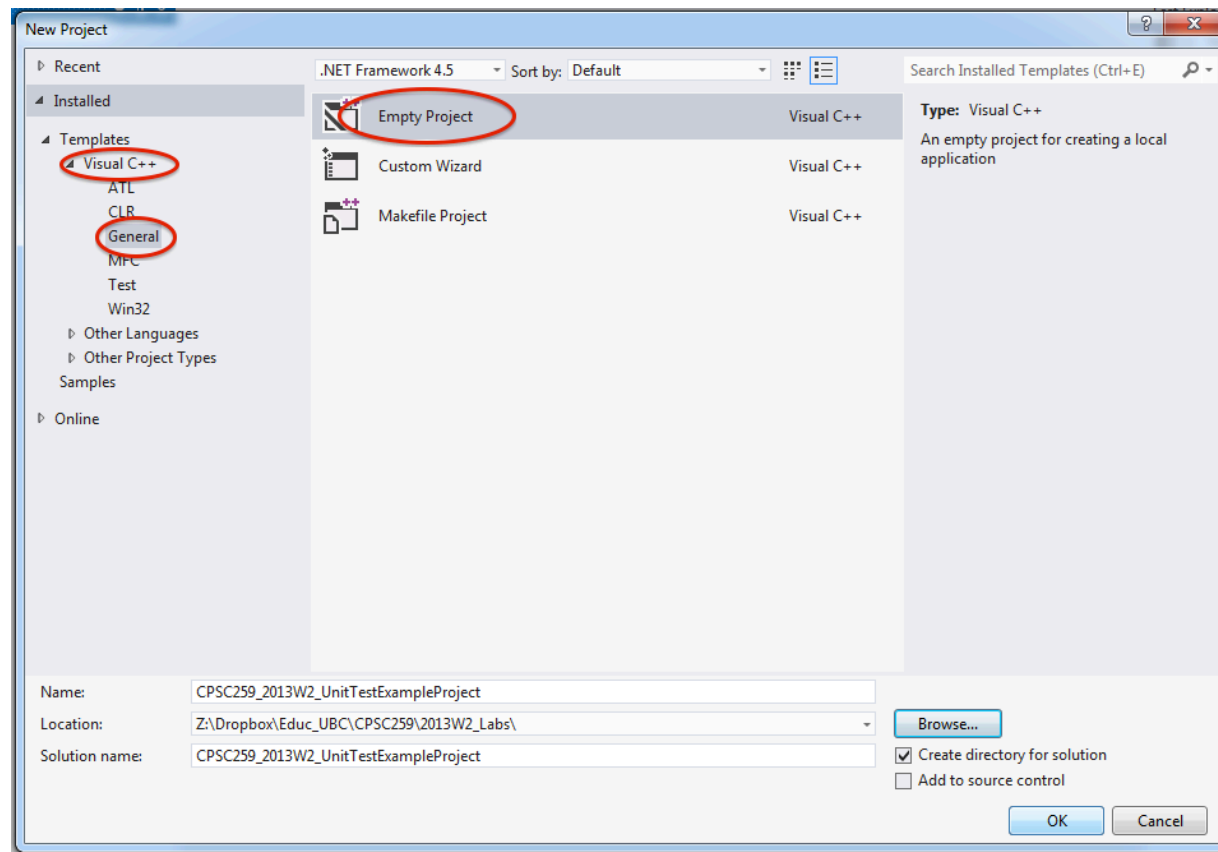 New Project
Recent
.NET Framework 4.5
Sort by: Default
Search Installed Templates (Ctrl+E)
Installed
Templates
Visual C++
ATL
CLR
General
MFC
Test
Win32
Other Languages
Other Project Types
Samples
Online
Empty Project Visual C++
Custom Wizard Visual C++
Makefile Project Visual C++
Type: Visual C++
An empty project for creating a local
application
Name: CPSC259_2013W2_UnitTestExampleProject
Location: Z:\Dropbox\Educ_UBC\CPSC259\2013W2_Labs\
Browse...
Solution name: CPSC259_2013W2_UnitTestExampleProject
Create directory for solution
Add to source control
OK
Cancel